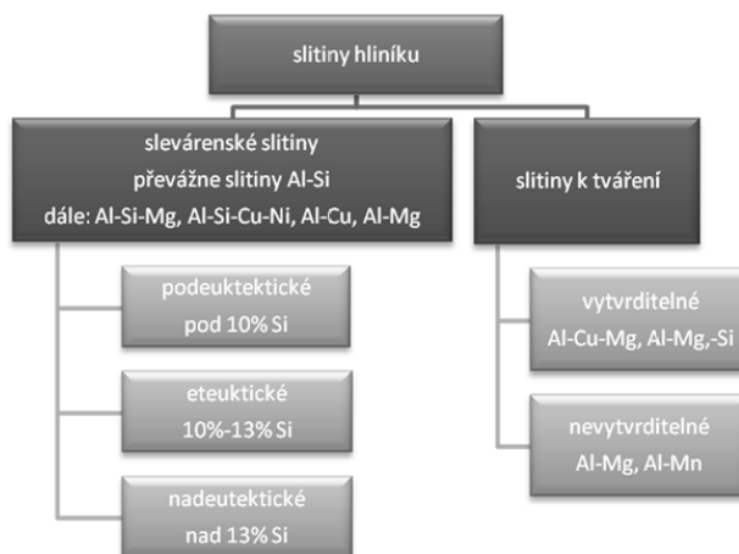 slitiny hliníku
slevárenské slitiny
převážne slitiny Al-Si
dále: Al-Si-Mg, Al-Si-Cu-Ni, Al-Cu, Al-Mg
podeuktektické
pod 10% Si
eteuktické
10%-13% Si
nadeutektické
nad 13% Si
slitiny k tváření
vytvrditelné
Al-Cu-Mg, Al-Mg,-Si
nevytvrditelné
Al-Mg, Al-Mn